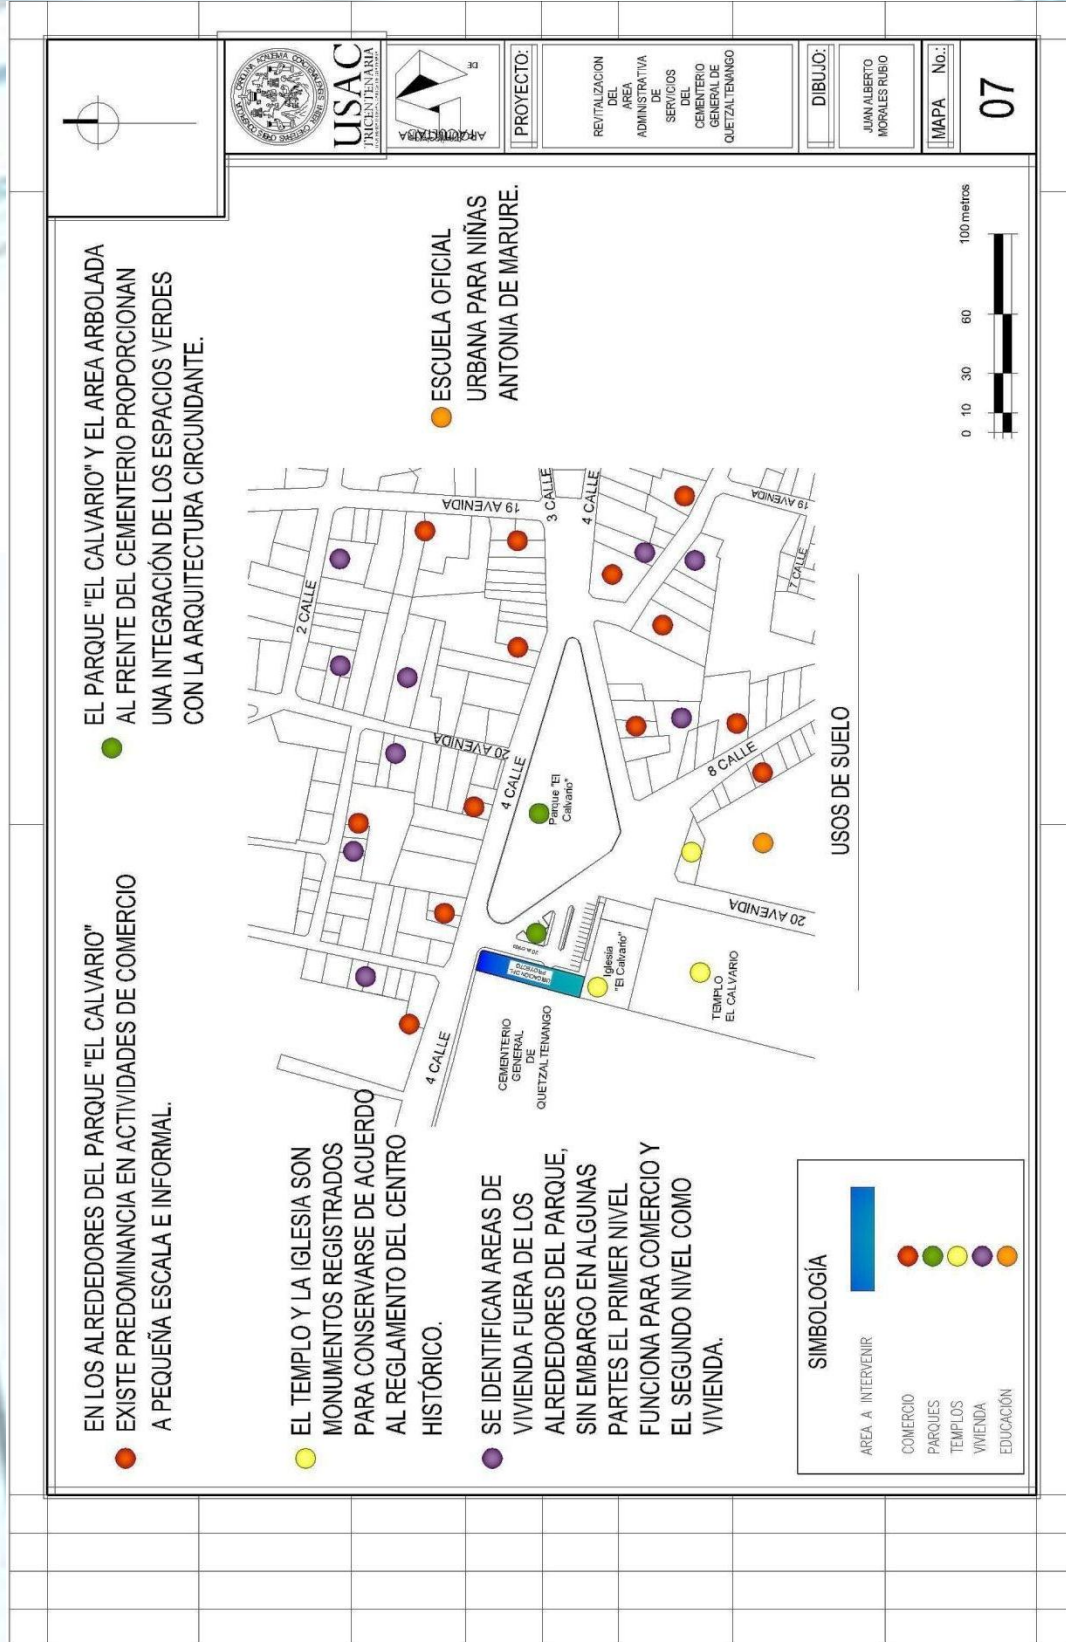 EN LOS ALREDEDORES DEL PARQUE "EL CALVARIO"
EXISTE PREDOMINANCIA EN ACTIVIDADES DE COMERCIO
A PEQUEÑA ESCALA E INFORMAL.
EL PARQUE "EL CALVARIO" Y EL AREA ARBOLADA
AL FRENTE DEL CEMENTERIO PROPORCIONAN
UNA INTEGRACIÓN DE LOS ESPACIOS VERDES
CON LA ARQUITECTURA CIRCUNDANTE.
EL TEMPLO Y LA IGLESIA SON
MONUMENTOS REGISTRADOS
PARA CONSERVARSE DE ACUERDO
AL REGLAMENTO DEL CENTRO
HISTÓRICO.
SE IDENTIFICAN AREAS DE
VIVIENDA FUERA DE LOS
ALREDEDORES DEL PARQUE,
SIN EMBARGO EN ALGUNAS
PARTES EL PRIMER NIVEL
FUNCIONA PARA COMERCIO Y
EL SEGUNDO NIVEL COMO
VIVIENDA.
ESCUELA OFICIAL
URBANA PARA NIÑAS
ANTONIA DE MARURE.
2 CALLE
19 AVENIDA
20 AVENIDA
3 CALLE
4 CALLE
4 CALLE
4 CALLE
Parque "El
Calvario"
UBICACIÓN DEL
PROYECTO
CEMENTERIO
GENERAL
DE
QUETZALTENANGO
Iglesia
"El Calvario"
TEMPLO
EL CALVARIO
20 AVENIDA
8 CALLE
7 CALLE
19 AVENIDA
USOS DE SUELO
SIMBOLOGÍA
AREA A INTERVENIR
COMERCIO
PARQUES
TEMPLOS
VIVIENDA
EDUCACIÓN
0 10 30 60 100 metros
USAC
TRICENTENARIA
DE
PROYECTO:
REVITALIZACION
DEL
AREA
ADMINISTRATIVA
DE
SERVICIOS
DEL
CEMENTERIO
GENERAL DE
QUETZALTENANGO
DIBUJO:
JUAN ALBERTO
MORALES RUBIO
MAPA No.:
07